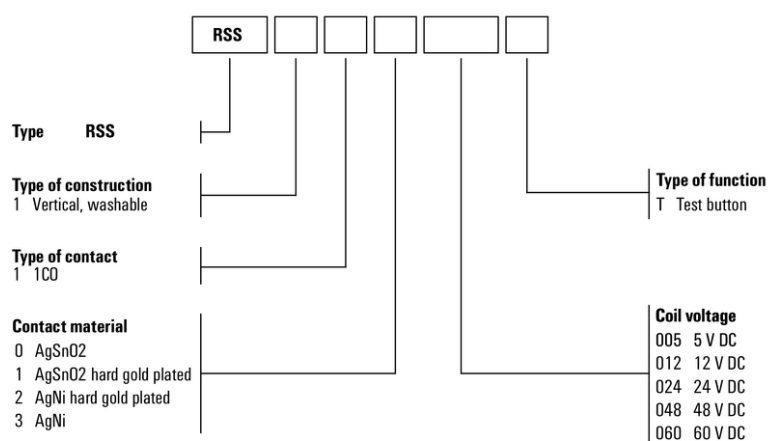 RSS
Type RSS
Type of construction
1 Vertical, washable
Type of contact
1 1CO
Contact material
0 AgSnO2
1 AgSnO2 hard gold plated
2 AgNi hard gold plated
3 AgNi
Type of function
T Test button
Coil voltage
005 5 V DC
012 12 V DC
024 24 V DC
048 48 V DC
060 60 V DC